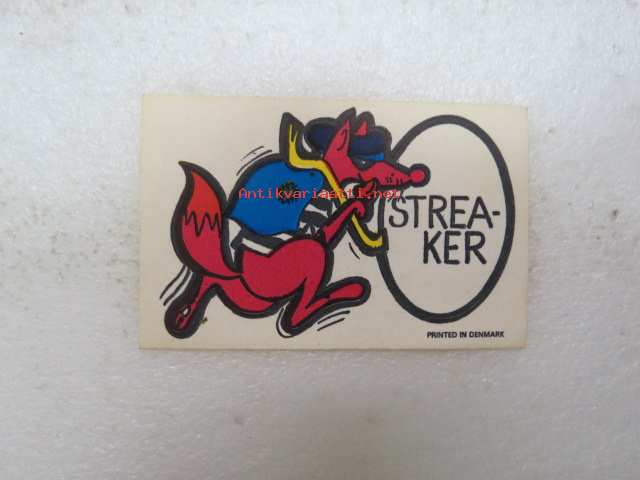 Antikvariaatti.net
STREA-
KER
PRINTED IN DENMARK